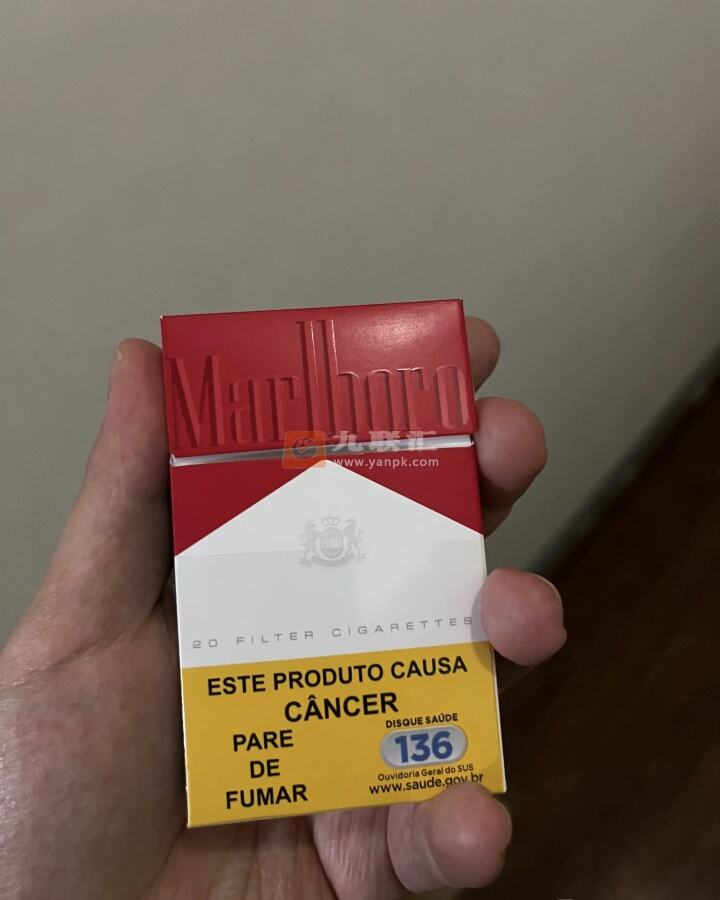 Marlboro
九联汇
www.yanpk.com
20 FILTER CIGARETTES
ESTE PRODUTO CAUSA
CÂNCER
PARE
DE
FUMAR
DISQUE SAÚDE
136
Ouvidoria Geral do SUS
www.saude.gov.br